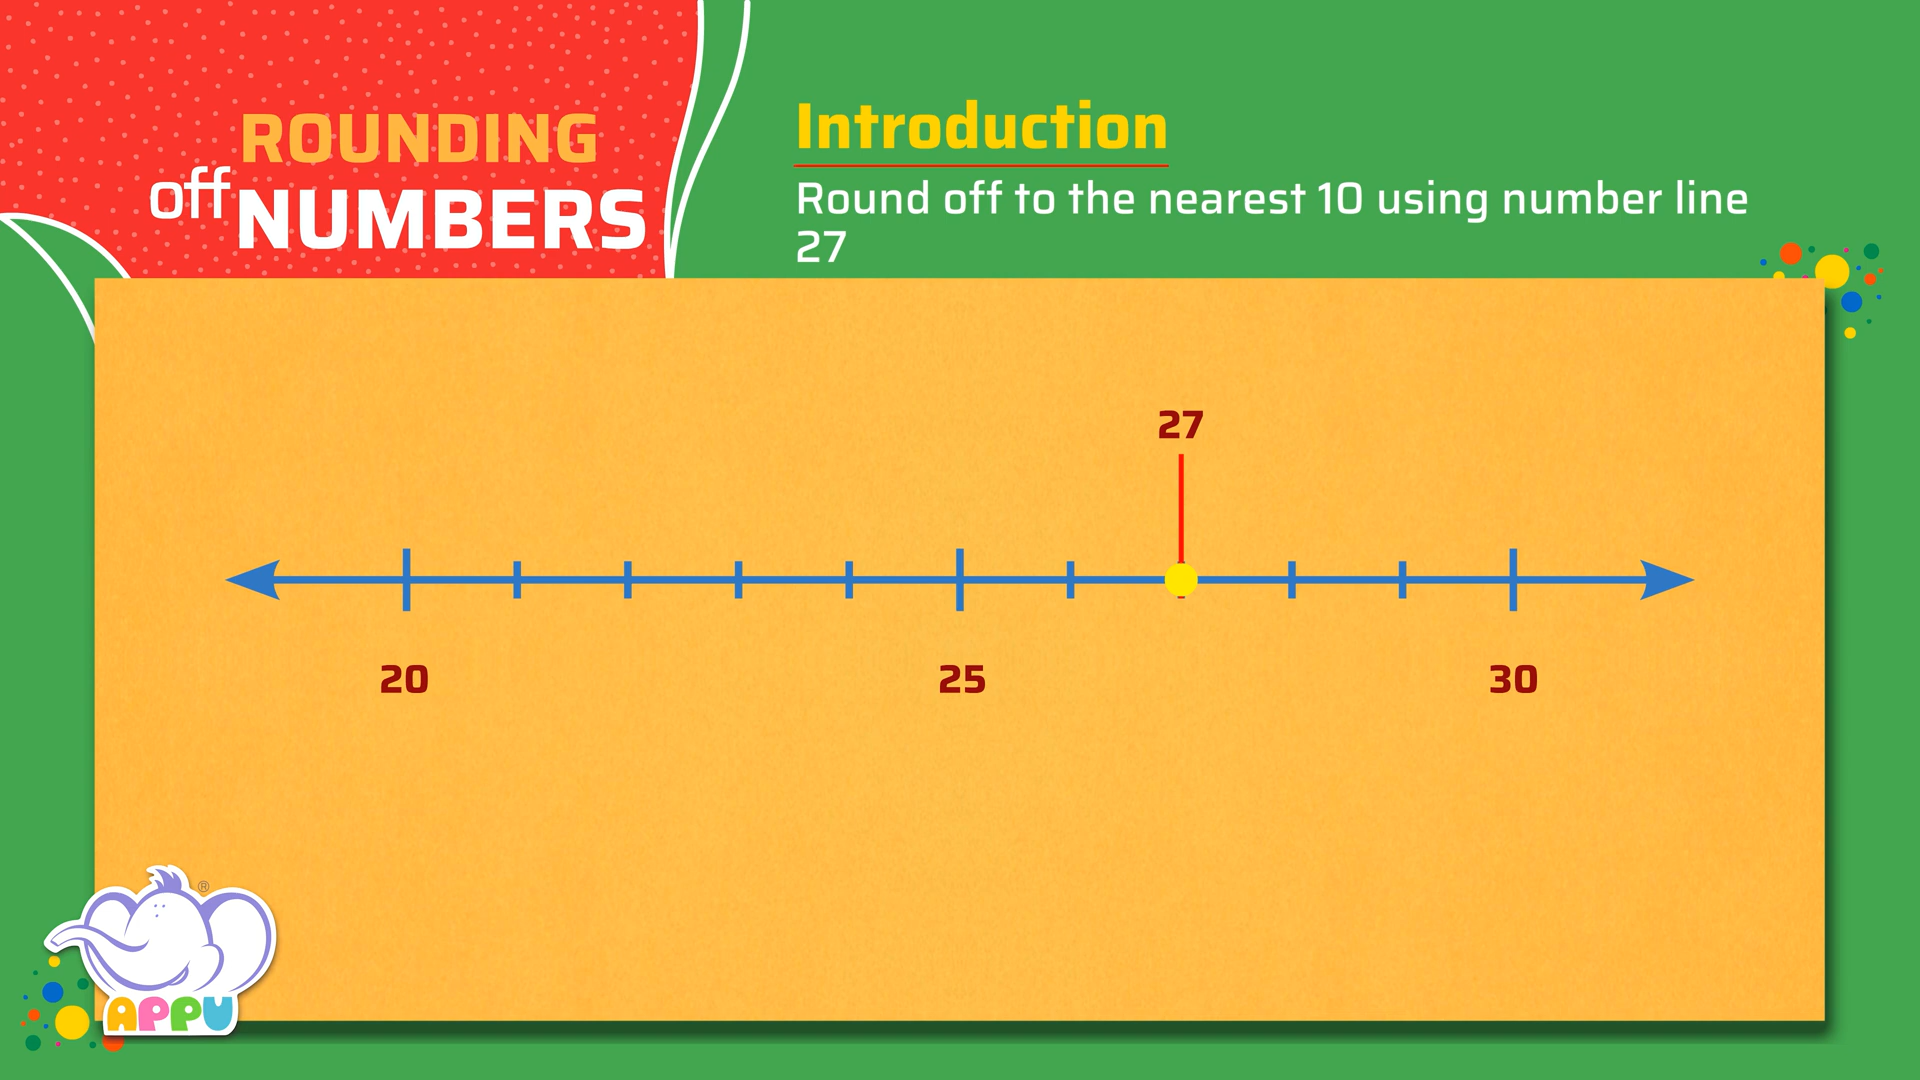 ROUNDING
off NUMBERS
Introduction
Round off to the nearest 10 using number line
27
27
20 25 30
®
APPU